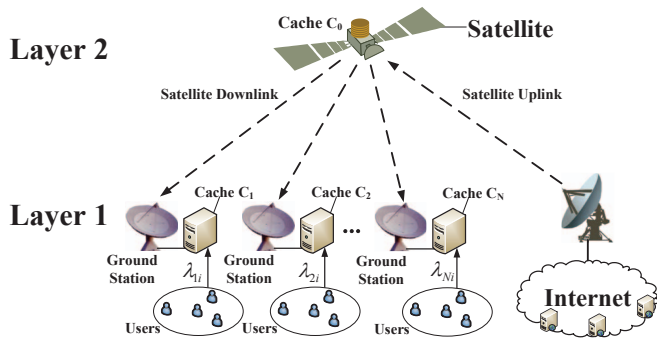 Cache C0
Satellite
Layer 2
Satellite Downlink
Satellite Uplink
Layer 1
Cache C1
Cache C2
Cache CN
...
Ground Station
λ1i
Ground Station
λ2i
Ground Station
λNi
Internet
Users
Users
Users